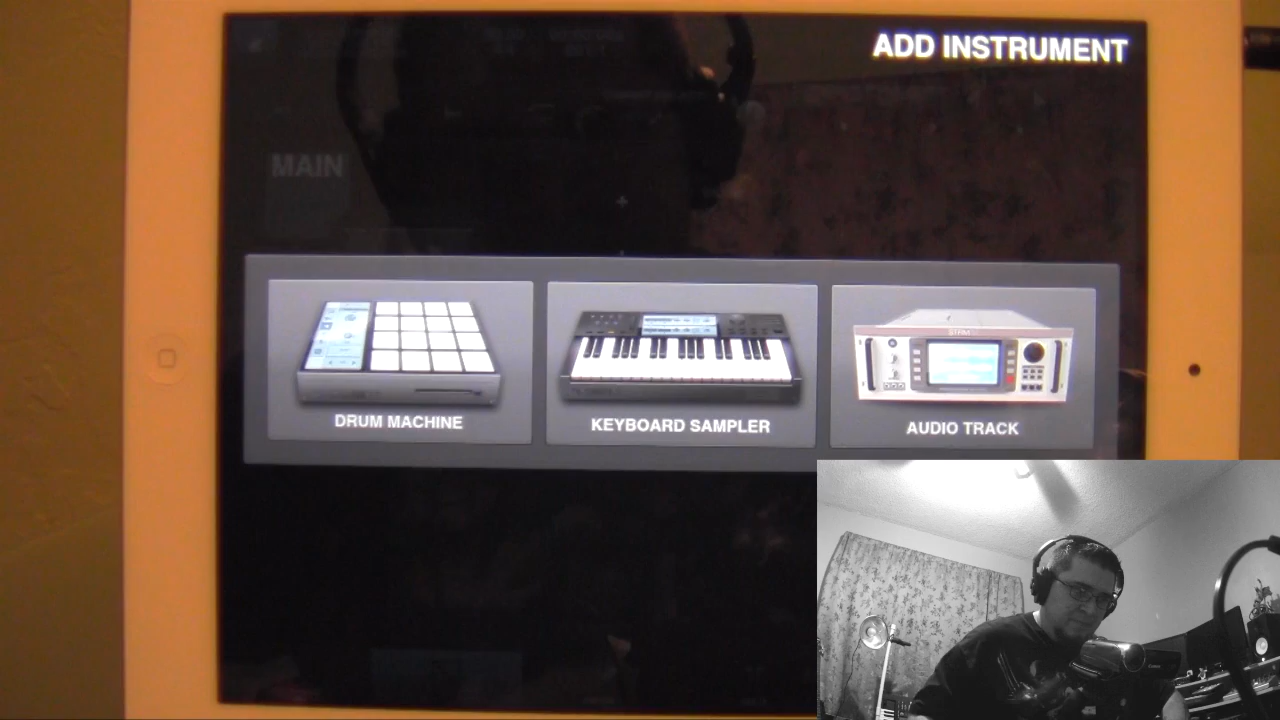 ADD INSTRUMENT
MAIN
DRUM MACHINE
KEYBOARD SAMPLER
AUDIO TRACK